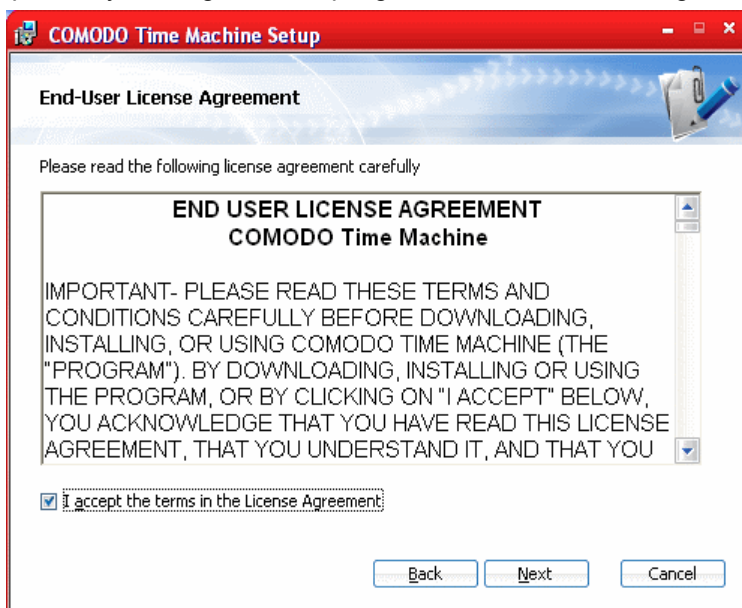 COMODO Time Machine Setup
End-User License Agreement
Please read the following license agreement carefully
END USER LICENSE AGREEMENT
COMODO Time Machine
IMPORTANT- PLEASE READ THESE TERMS AND
CONDITIONS CAREFULLY BEFORE DOWNLOADING,
INSTALLING, OR USING COMODO TIME MACHINE (THE
"PROGRAM"). BY DOWNLOADING, INSTALLING OR USING
THE PROGRAM, OR BY CLICKING ON "I ACCEPT" BELOW,
YOU ACKNOWLEDGE THAT YOU HAVE READ THIS LICENSE
AGREEMENT, THAT YOU UNDERSTAND IT, AND THAT YOU
I accept the terms in the License Agreement
Back Next Cancel